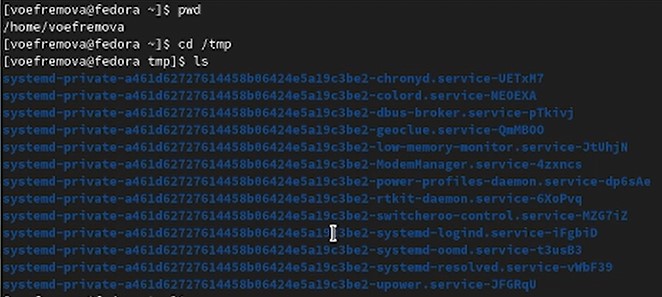 [voefremova@fedora ~]$ pwd
/home/voefremova
[voefremova@fedora ~]$ cd /tmp
[voefremova@fedora tmp]$ ls
systemd-private-a461d62727614458b06424e5a19c3be2-chronyd.service-UETxM7
systemd-private-a461d62727614458b06424e5a19c3be2-colord.service-NEOEXA
systemd-private-a461d62727614458b06424e5a19c3be2-dbus-broker.service-pTkivj
systemd-private-a461d62727614458b06424e5a19c3be2-geoclue.service-QmMBOO
systemd-private-a461d62727614458b06424e5a19c3be2-low-memory-monitor.service-JtUhjN
systemd-private-a461d62727614458b06424e5a19c3be2-ModemManager.service-4zxncs
systemd-private-a461d62727614458b06424e5a19c3be2-power-profiles-daemon.service-dp6sAe
systemd-private-a461d62727614458b06424e5a19c3be2-rtkit-daemon.service-6XoPvq
systemd-private-a461d62727614458b06424e5a19c3be2-switcheroo-control.service-MZG7iZ
systemd-private-a461d62727614458b06424e5a19c3be2-systemd-logind.service-iFgbiD
systemd-private-a461d62727614458b06424e5a19c3be2-systemd-oomd.service-t3usB3
systemd-private-a461d62727614458b06424e5a19c3be2-systemd-resolved.service-vWbF39
systemd-private-a461d62727614458b06424e5a19c3be2-upower.service-JFGRqU